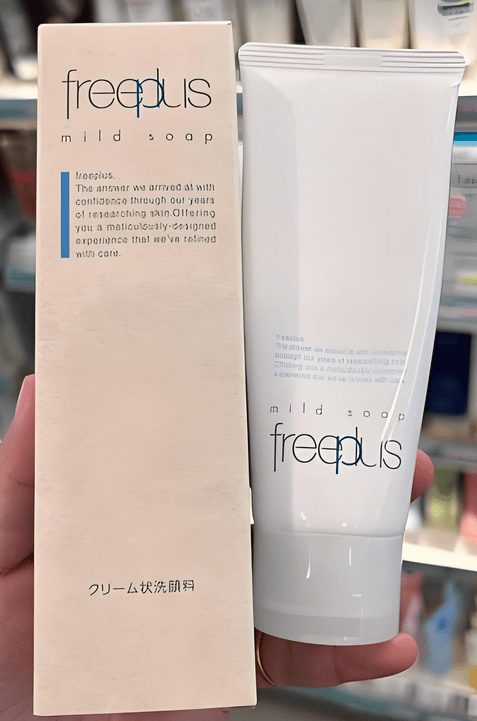 freeplus
mild soap
freeplus.
The answer we arrived at with
confidence through our years
of researching skin.Offering
you a meticulously-designed
experience that we've refined
with care.
クリーム状洗顔料
mild soap
freeplus